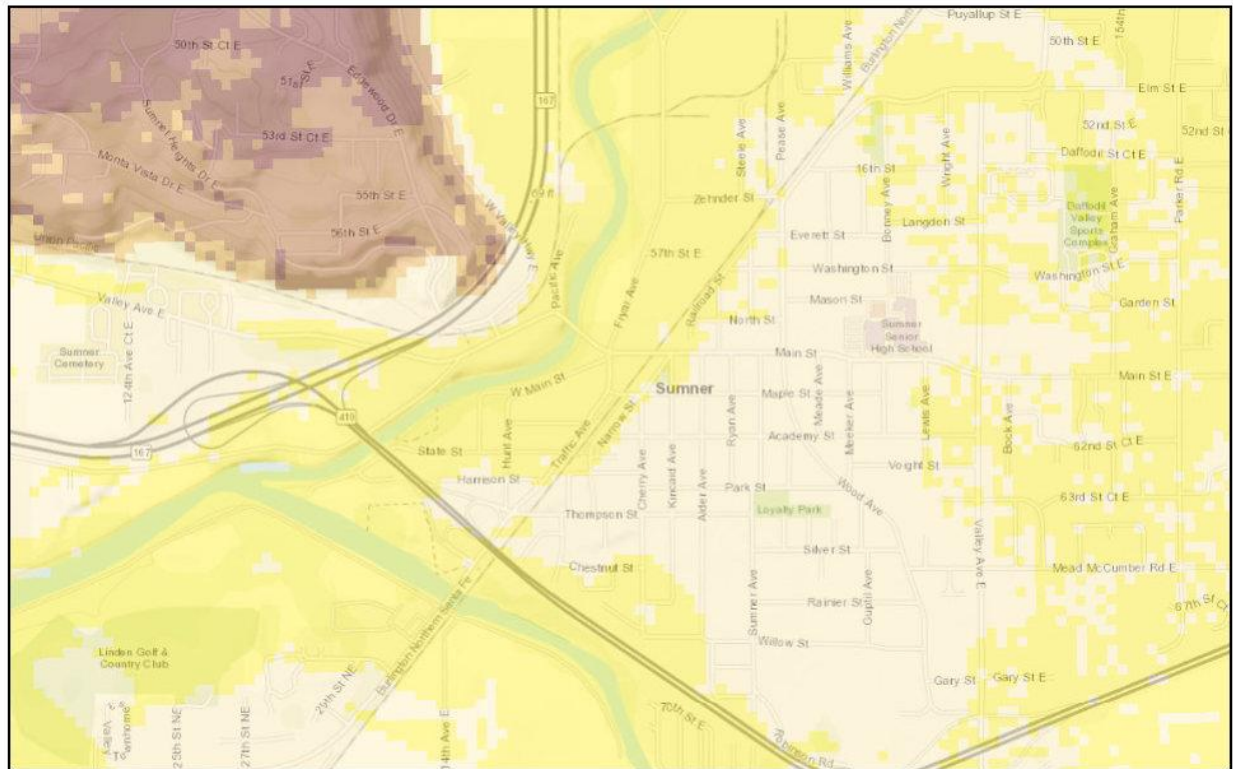 Puyallup St E
50th St E
154th
Williams Ave
Burlington Nort
50th St Ct E
51st St E
Edgewood Dr E
167
Elm St E
Steele Ave
Pease Ave
52nd St E
52nd St
Sumner Heights Dr E
53rd St Ct E
Wright Ave
Daffodil St Ct E
Monta Vista Dr E
16th St
69 ft
55th St E
Zehnder St
Bonney Ave
Langdon St
Daffodil
Valley
Sports
Complex
Graham Ave
Parker Rd E
56th St E
W Valley Hwy E
Everett St
Union Pacific
57th St E
Washington St
Washington St E
Pacific Ave
Fryar Ave
Railroad St
Valley Ave E
Mason St
Garden St
North St
Sumner
Senior
High School
Sumner
Cemetery
124th Ave Ct E
Main St
Main St E
W Main St
Sumner
Maple St
Meade Ave
Meeker Ave
Lewis Ave
Bock Ave
410
Hunt Ave
Traffic Ave
Narrow St
Ryan Ave
Academy St
62nd St Ct E
167
State St
Voight St
Harrison St
Cherry Ave
Kincaid Ave
Alder Ave
Park St
Wood Ave
63rd St Ct E
Thompson St
Loyalty Park
Valley Ave E
Silver St
Chestnut St
Mead McCumber Rd E
Sumner Ave
Rainier St
Guptil Ave
67th St Ct
Burlington Northern Santa Fe
Willow St
Linden Golf &
Country Club
29th St NE
Gary St
Gary St E
Valley
Townhome
25th St NE
27th St NE
70th St E
Robinson Rd